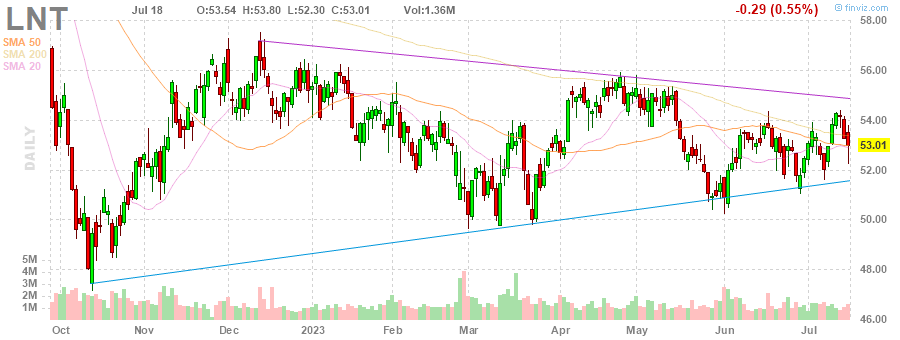 LNT
Jul 18 O:53.54 H:53.80 L:52.30 C:53.01 Vol:1.36M
-0.29 (0.55%)
finviz.com
SMA 50
SMA 200
SMA 20
DAILY
58.00
56.00
54.00
53.01
52.00
50.00
48.00
46.00
5M
4M
3M
2M
1M
Oct Nov Dec 2023 Feb Mar Apr May Jun Jul